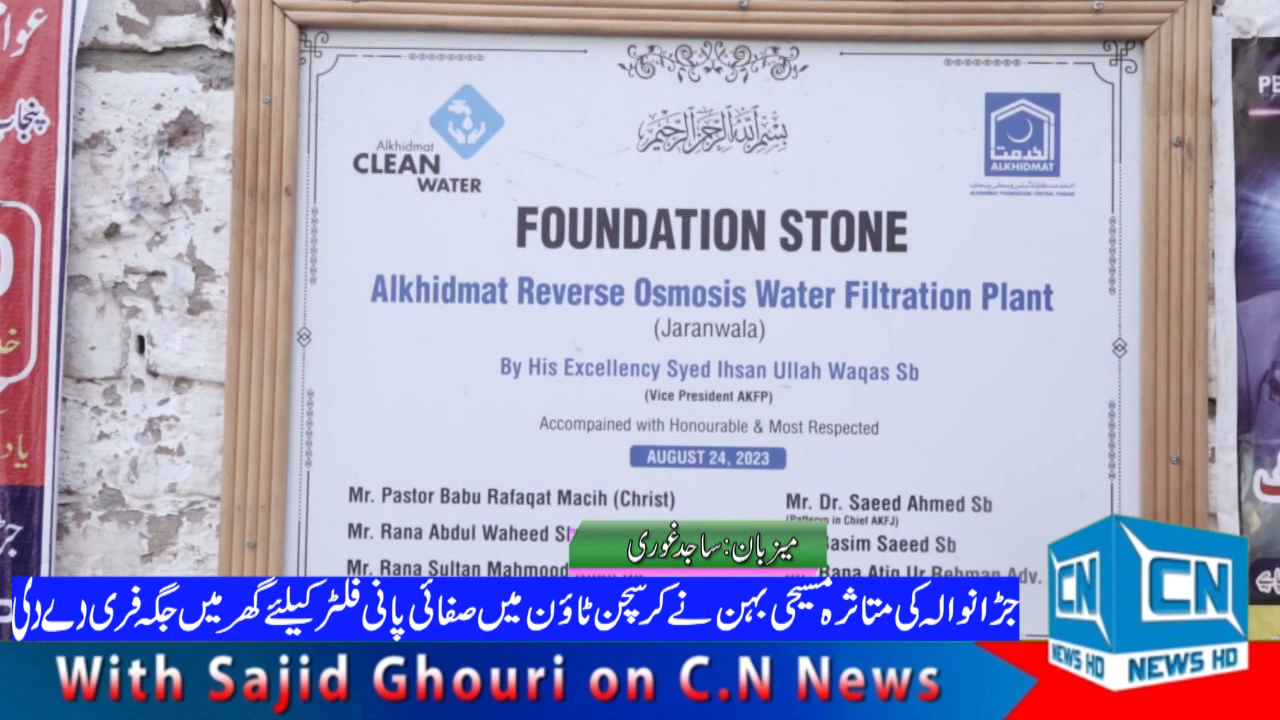 Alkhidmat
CLEAN
WATER
بسم الله الرحمن الرحيم
الخدمت
ALKHIDMAT
FOUNDATION STONE
Alkhidmat Reverse Osmosis Water Filtration Plant
(Jaranwala)
By His Excellency Syed Ihsan Ullah Waqas Sb
(Vice President AKFP)
Accompained with Honourable & Most Respected
AUGUST 24, 2023
Mr. Pastor Babu Rafaqat Macih (Christ)
Mr. Dr. Saeed Ahmed Sb
Mr. Rana Abdul Waheed
Basim Saeed Sb
Mr. Rana Sultan Mahmood
Rana Atiq Ur Rehman Adv.
میزبان: ساجد غوری
جڑانوالہ کی متاثرہ مسیحی بہن نے کرسچن ٹاؤن میں صفائی پانی فلٹر کیلئے گھر میں جگہ فری دے دی
CN
NEWS HD
CN
NEWS HD
With Sajid Ghouri on C.N News